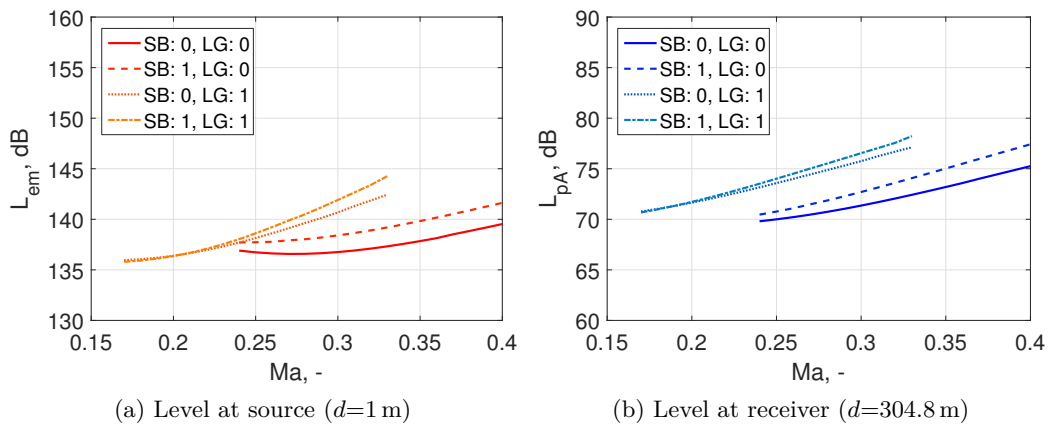 160
155
150
145
140
135
130
L_em, dB
SB: 0, LG: 0
SB: 1, LG: 0
SB: 0, LG: 1
SB: 1, LG: 1
0.15 0.2 0.25 0.3 0.35 0.4
Ma, -
(a) Level at source (d=1 m)
90
85
80
75
70
65
60
L_pA, dB
SB: 0, LG: 0
SB: 1, LG: 0
SB: 0, LG: 1
SB: 1, LG: 1
0.15 0.2 0.25 0.3 0.35 0.4
Ma, -
(b) Level at receiver (d=304.8 m)